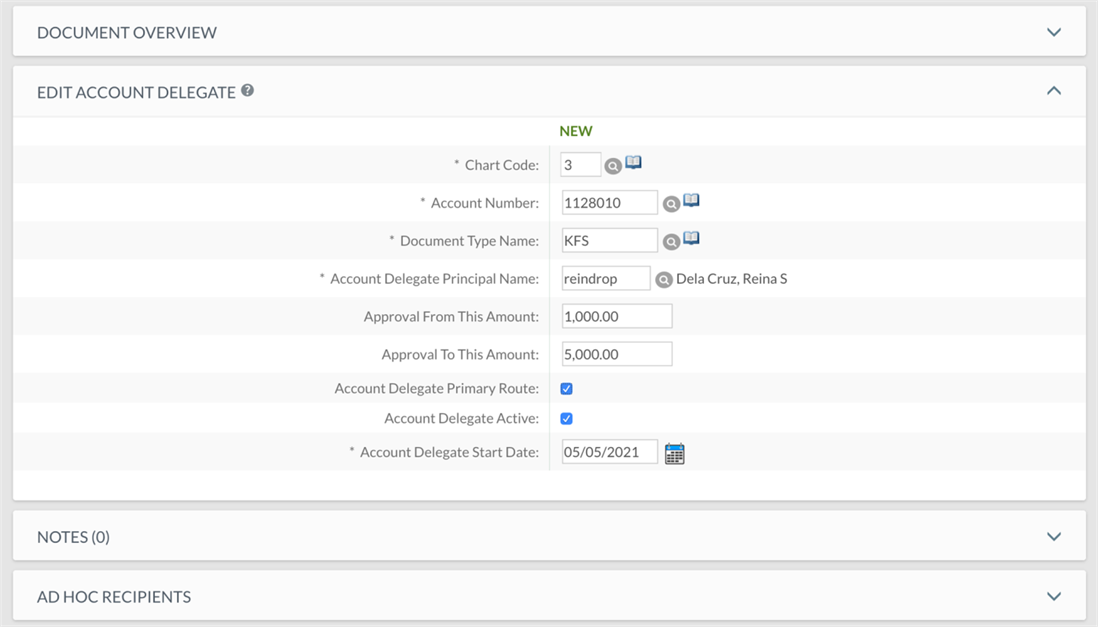 DOCUMENT OVERVIEW
EDIT ACCOUNT DELEGATE ?
NEW
* Chart Code: 3
* Account Number: 1128010
* Document Type Name: KFS
* Account Delegate Principal Name: reindrop Dela Cruz, Reina S
Approval From This Amount: 1,000.00
Approval To This Amount: 5,000.00
Account Delegate Primary Route:
Account Delegate Active:
* Account Delegate Start Date: 05/05/2021
NOTES (0)
AD HOC RECIPIENTS